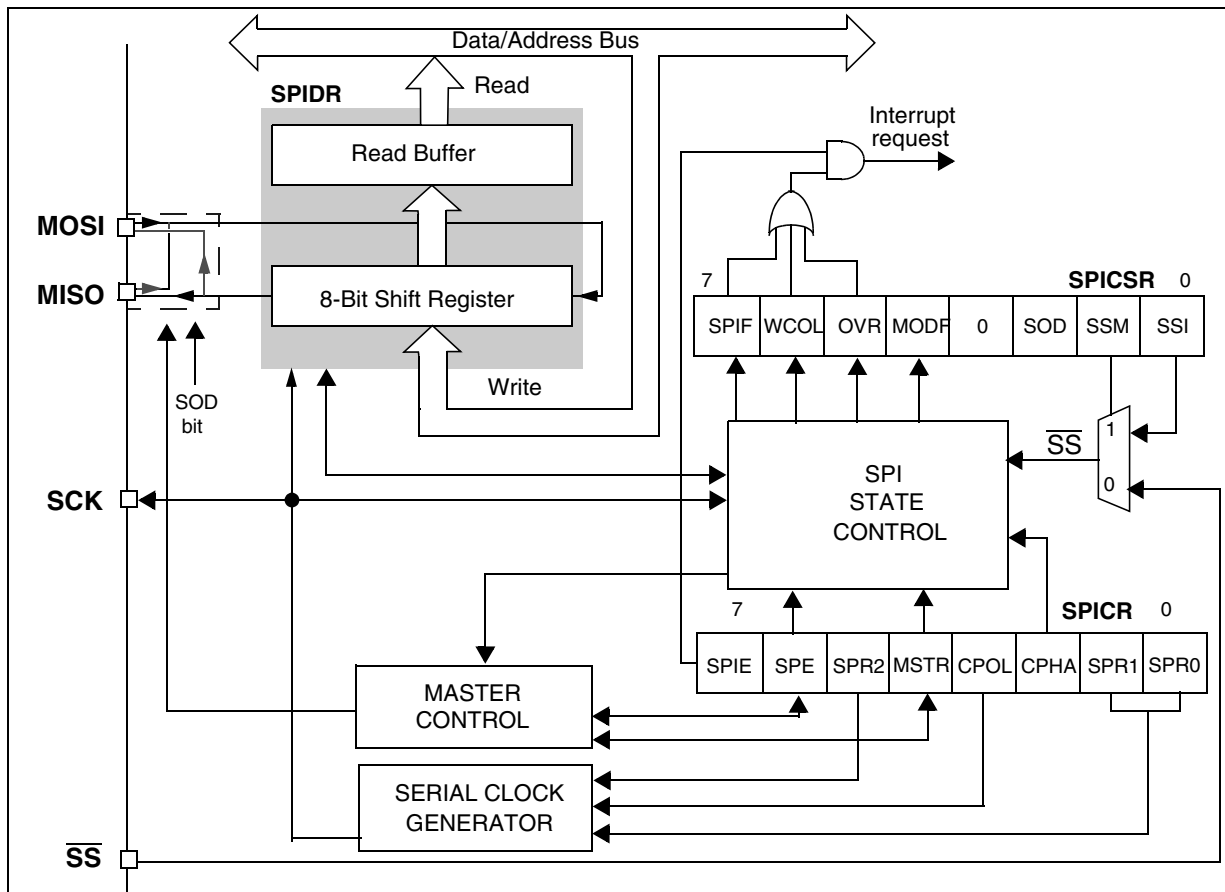 Data/Address Bus
SPIDR
Read
Read Buffer
Interrupt
request
MOSI
MISO
8-Bit Shift Register
7
SPICSR
0
SPIF
WCOL
OVR
MODF
0
SOD
SSM
SSI
Write
SOD
bit
1
SS
0
SCK
SPI
STATE
CONTROL
7
SPICR
0
SPIE
SPE
SPR2
MSTR
CPOL
CPHA
SPR1
SPR0
MASTER
CONTROL
SERIAL CLOCK
GENERATOR
SS